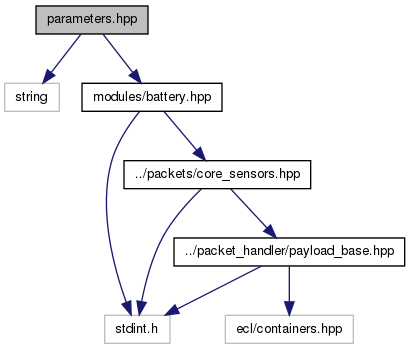 parameters.hpp
string
modules/battery.hpp
../packets/core_sensors.hpp
../packet_handler/payload_base.hpp
stdint.h
ecl/containers.hpp